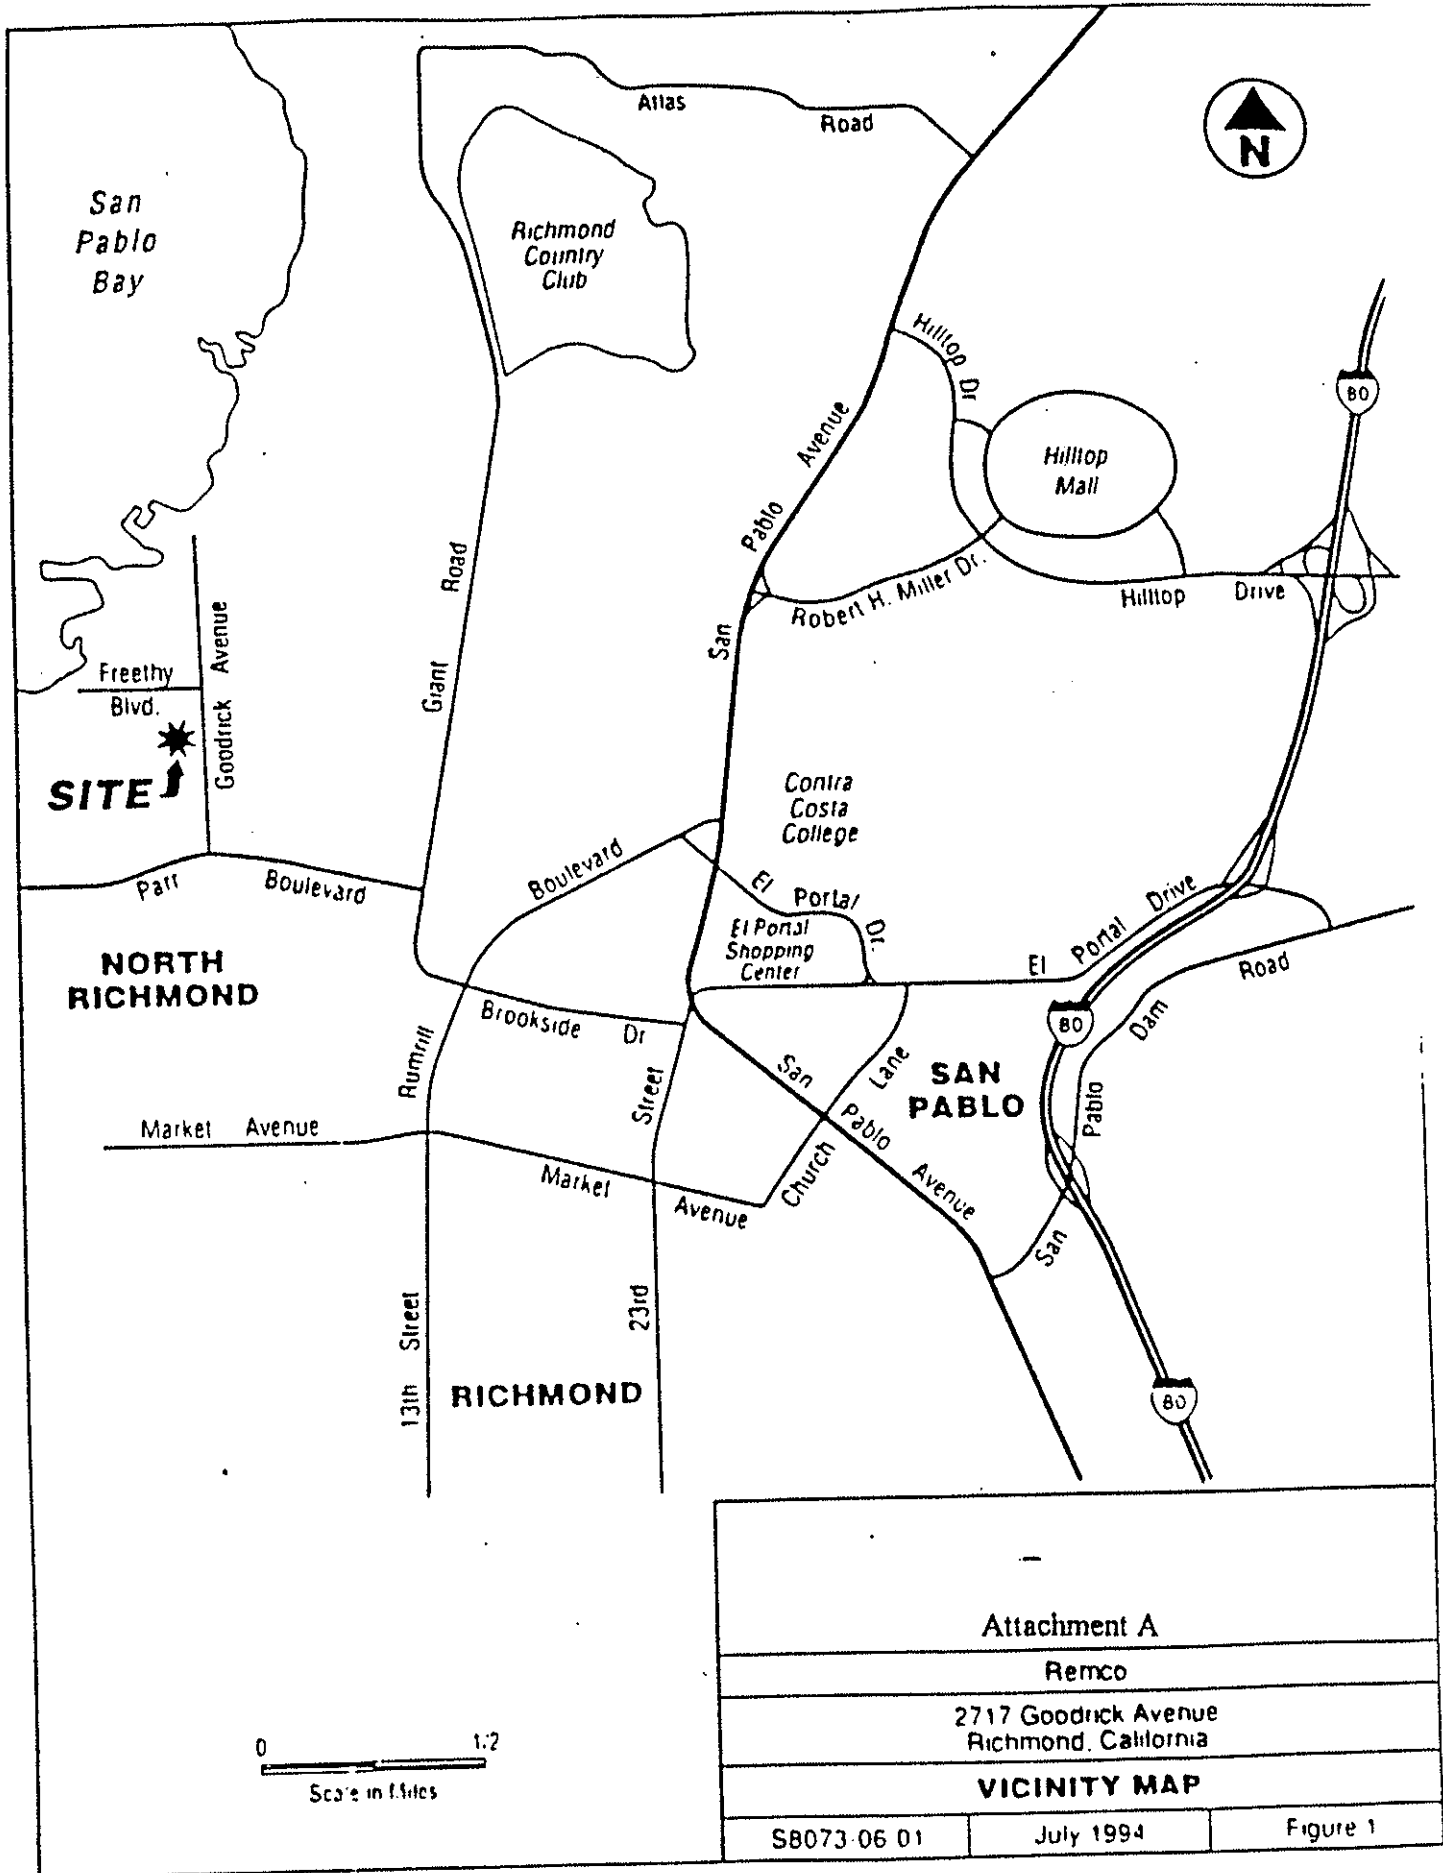 Atlas
Road
N
San
Pablo
Bay
Richmond
Country
Club
Hilltop Dr
80
Avenue
Pablo
San
Hilltop
Mall
Road
Giant
Robert H. Miller Dr.
Hilltop Drive
Freethy
Blvd.
Goodrick Avenue
SITE
Contra
Costa
College
Parr Boulevard
Boulevard
El Portal Dr.
El Portal Drive
El Portal
Shopping
Center
Road
Dam
Pablo
San
NORTH
RICHMOND
Brookside Dr
Rumrill
80
SAN
PABLO
San Pablo Avenue
Church Lane
Street
Market Avenue
Market Avenue
13th Street
23rd
RICHMOND
80
0 1/2
Scale in Miles
Attachment A
Remco
2717 Goodrick Avenue
Richmond, California
VICINITY MAP
S8073-06 01 July 1994 Figure 1